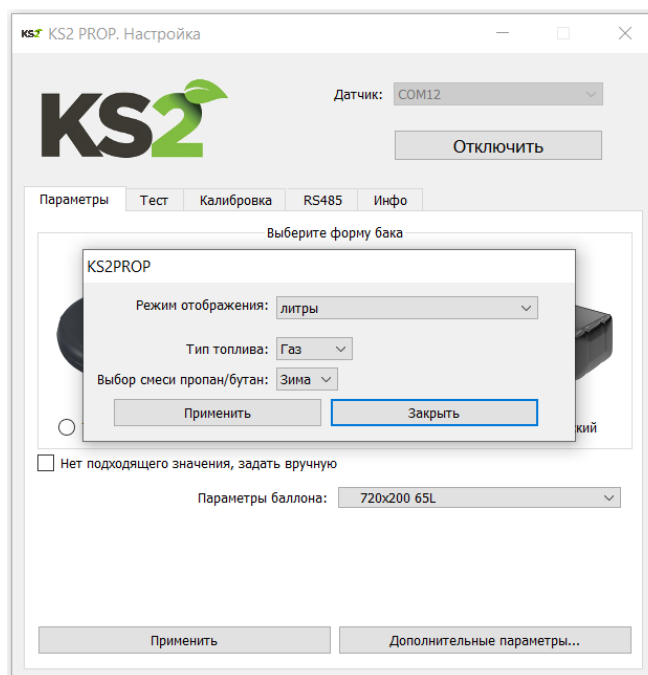 KS2 KS2 PROP. Настройка
KS2
Датчик: COM12
Отключить
Параметры Тест Калибровка RS485 Инфо
Выберите форму бака
KS2PROP
Режим отображения: литры
Тип топлива: Газ
Выбор смеси пропан/бутан: Зима
Применить Закрыть
Нет подходящего значения, задать вручную
Параметры баллона: 720x200 65L
Применить Дополнительные параметры...